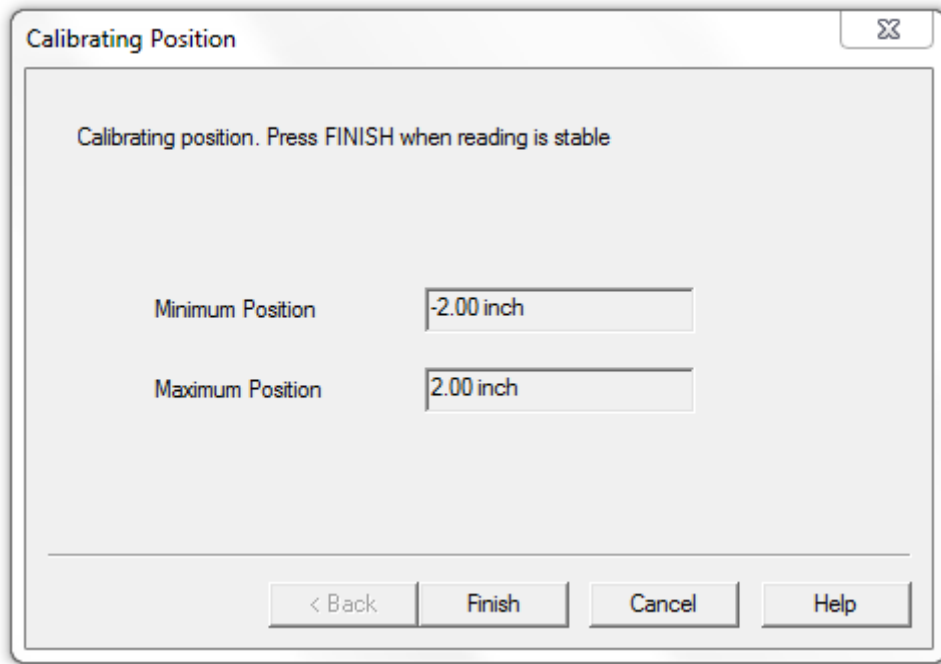 Calibrating Position
Calibrating position. Press FINISH when reading is stable
Minimum Position -2.00 inch
Maximum Position 2.00 inch
< Back Finish Cancel Help